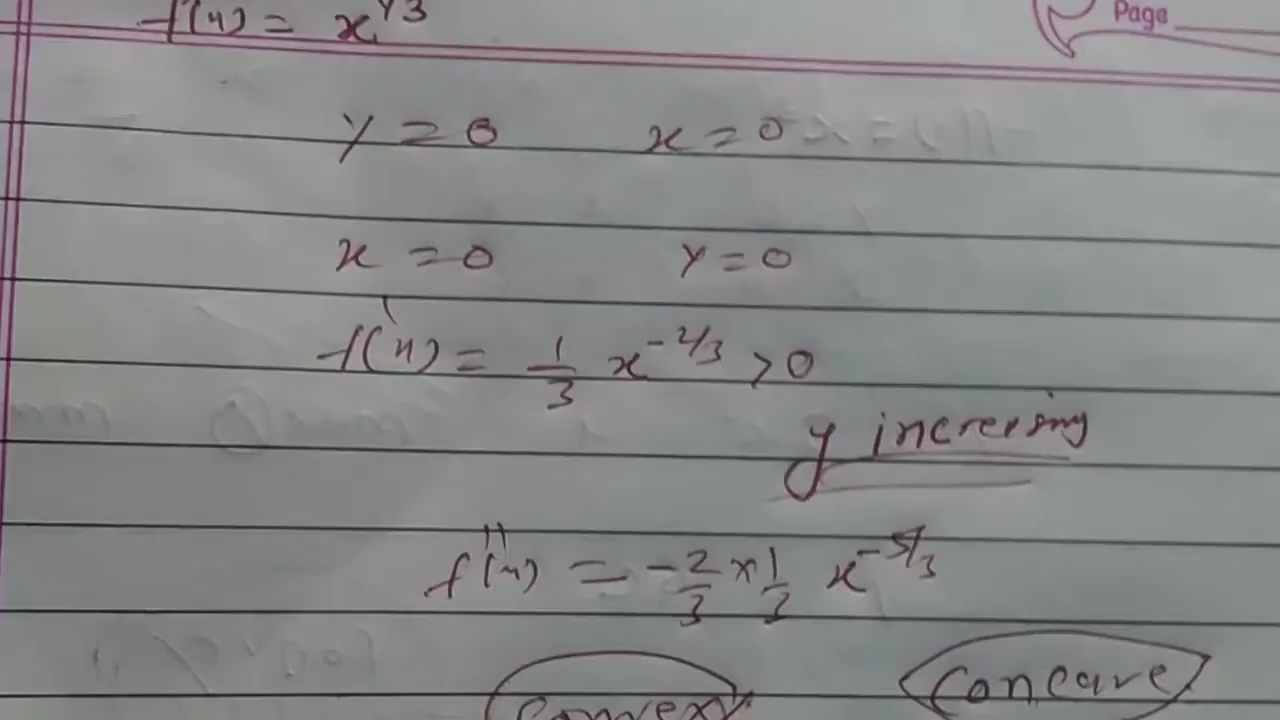 Page
f(x) = x^1/3
y = 0 x = 0
x = 0 y = 0
f'(x) = 1/3 x^-2/3 > 0
y increasing
f''(x) = -2/3 × 1/3 x^-5/3
convex concave